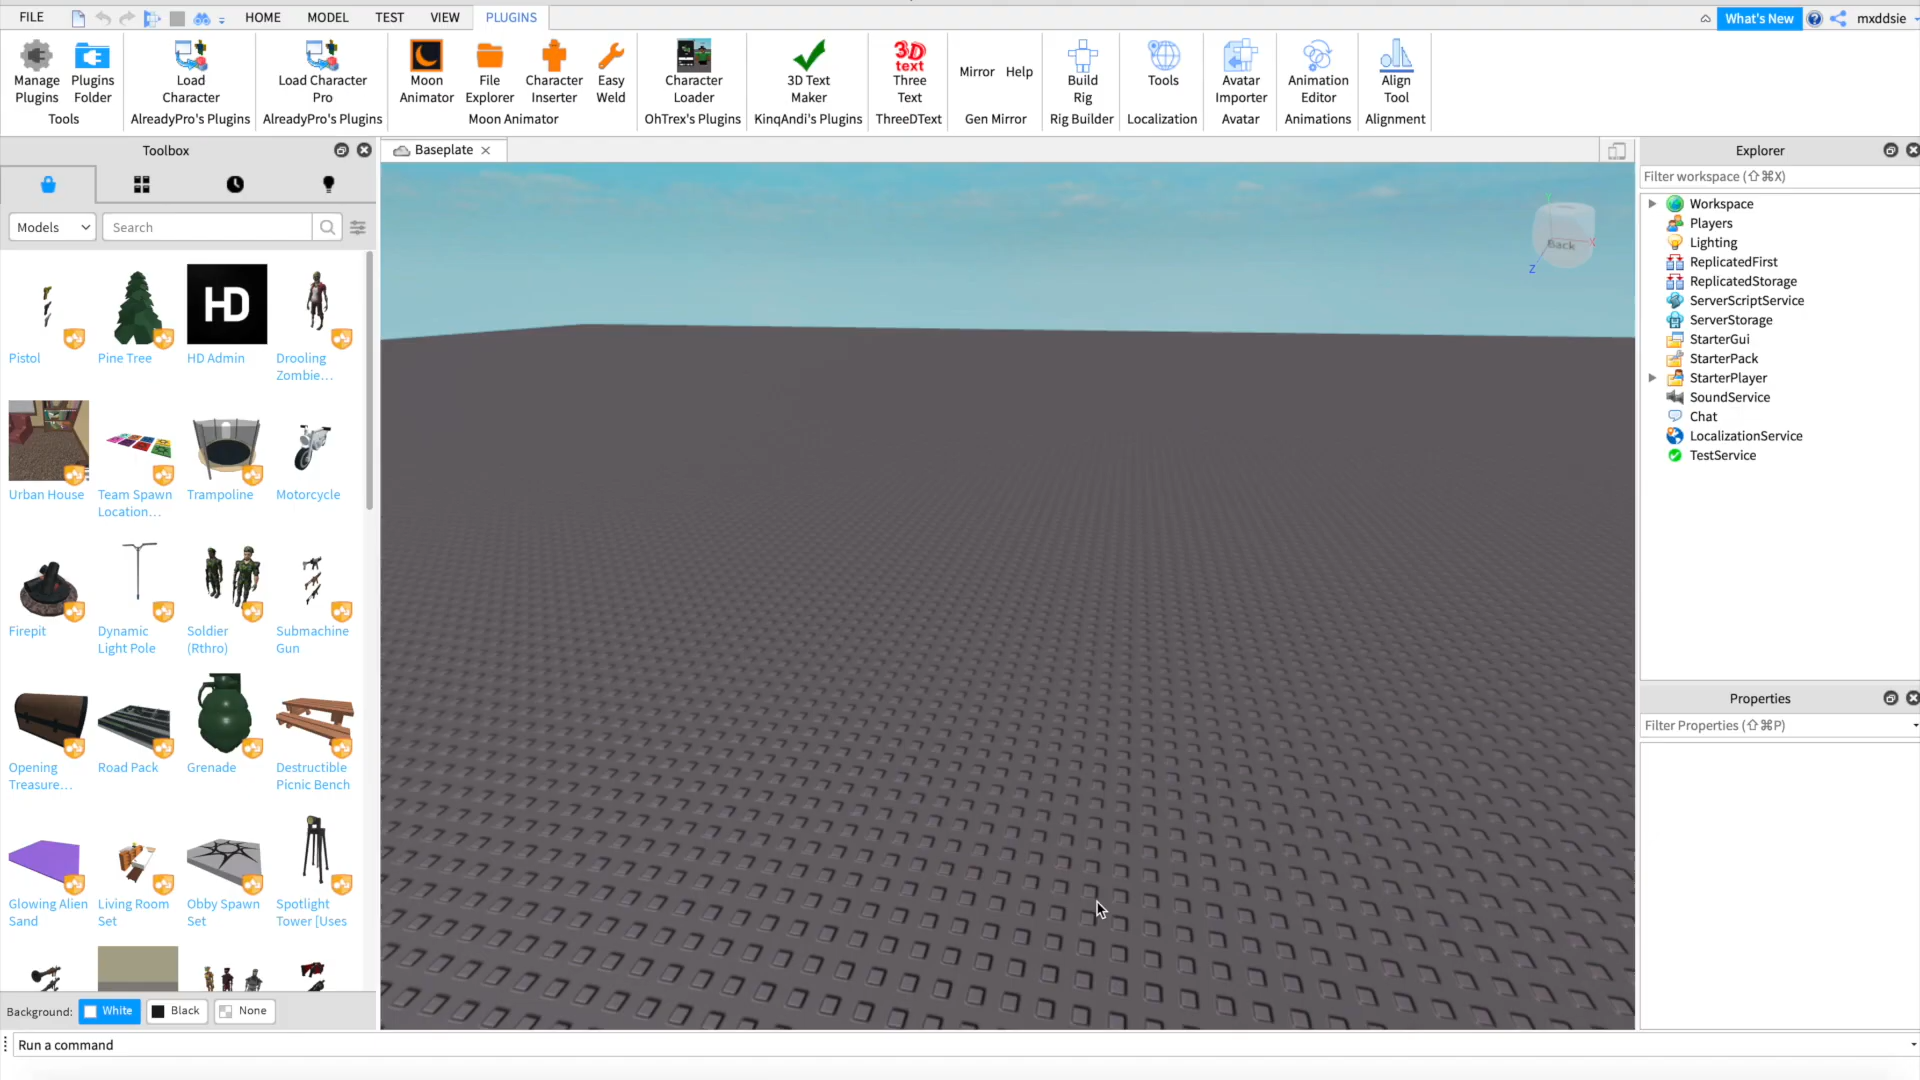 FILE HOME MODEL TEST VIEW PLUGINS What's New ? mxddsie
Manage Plugins
Plugins Folder
Tools
Load Character
AlreadyPro's Plugins
Load Character Pro
AlreadyPro's Plugins
Moon Animator
File Explorer
Character Inserter
Easy Weld
Moon Animator
Character Loader
OhTrex's Plugins
3D Text Maker
KinqAndi's Plugins
3D text
Three Text
ThreeDText
Mirror Help
Gen Mirror
Build Rig
Rig Builder
Tools
Localization
Avatar Importer
Avatar
Animation Editor
Animations
Align Tool
Alignment
Toolbox
Models Search
Pistol
Pine Tree
HD
HD Admin
Drooling
Zombie...
Urban House
Team Spawn
Location...
Trampoline
Motorcycle
Firepit
Dynamic
Light Pole
Soldier
(Rthro)
Submachine
Gun
Opening
Treasure...
Road Pack
Grenade
Destructible
Picnic Bench
Glowing Alien
Sand
Living Room
Set
Obby Spawn
Set
Spotlight
Tower [Uses
Background: White Black None
Baseplate
Back
Y
X
Z
Explorer
Filter workspace (⇧⌘X)
Workspace
Players
Lighting
ReplicatedFirst
ReplicatedStorage
ServerScriptService
ServerStorage
StarterGui
StarterPack
StarterPlayer
SoundService
Chat
LocalizationService
TestService
Properties
Filter Properties (⇧⌘P)
Run a command